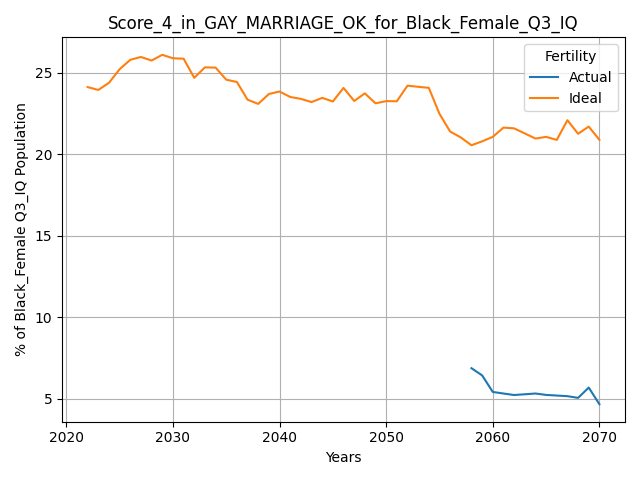 Score_4_in_GAY_MARRIAGE_OK_for_Black_Female_Q3_IQ
% of Black_Female Q3_IQ Population
25
20
15
10
5
Fertility
Actual
Ideal
2020 2030 2040 2050 2060 2070
Years